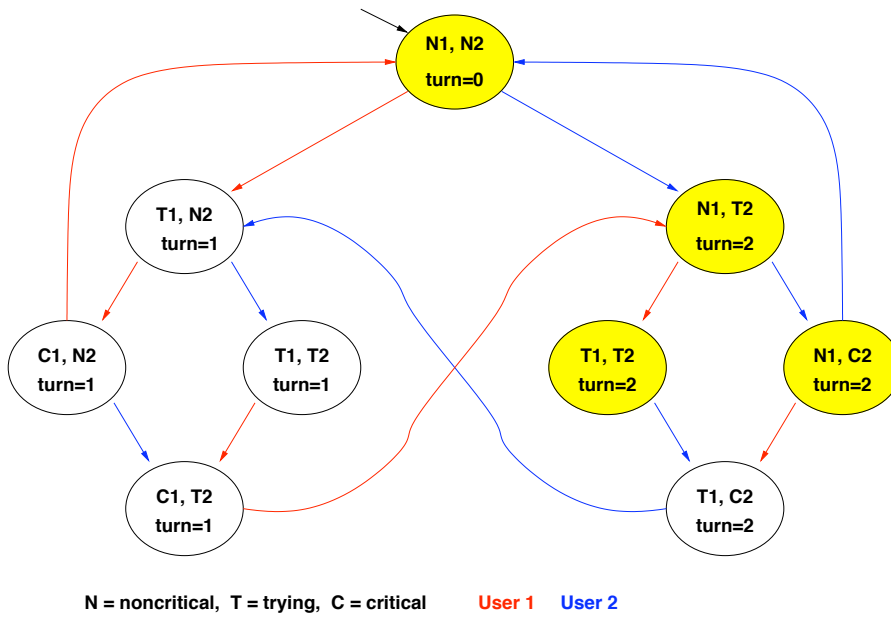 N1, N2
turn=0
T1, N2
turn=1
N1, T2
turn=2
C1, N2
turn=1
T1, T2
turn=1
T1, T2
turn=2
N1, C2
turn=2
C1, T2
turn=1
T1, C2
turn=2
N = noncritical, T = trying, C = critical User 1 User 2